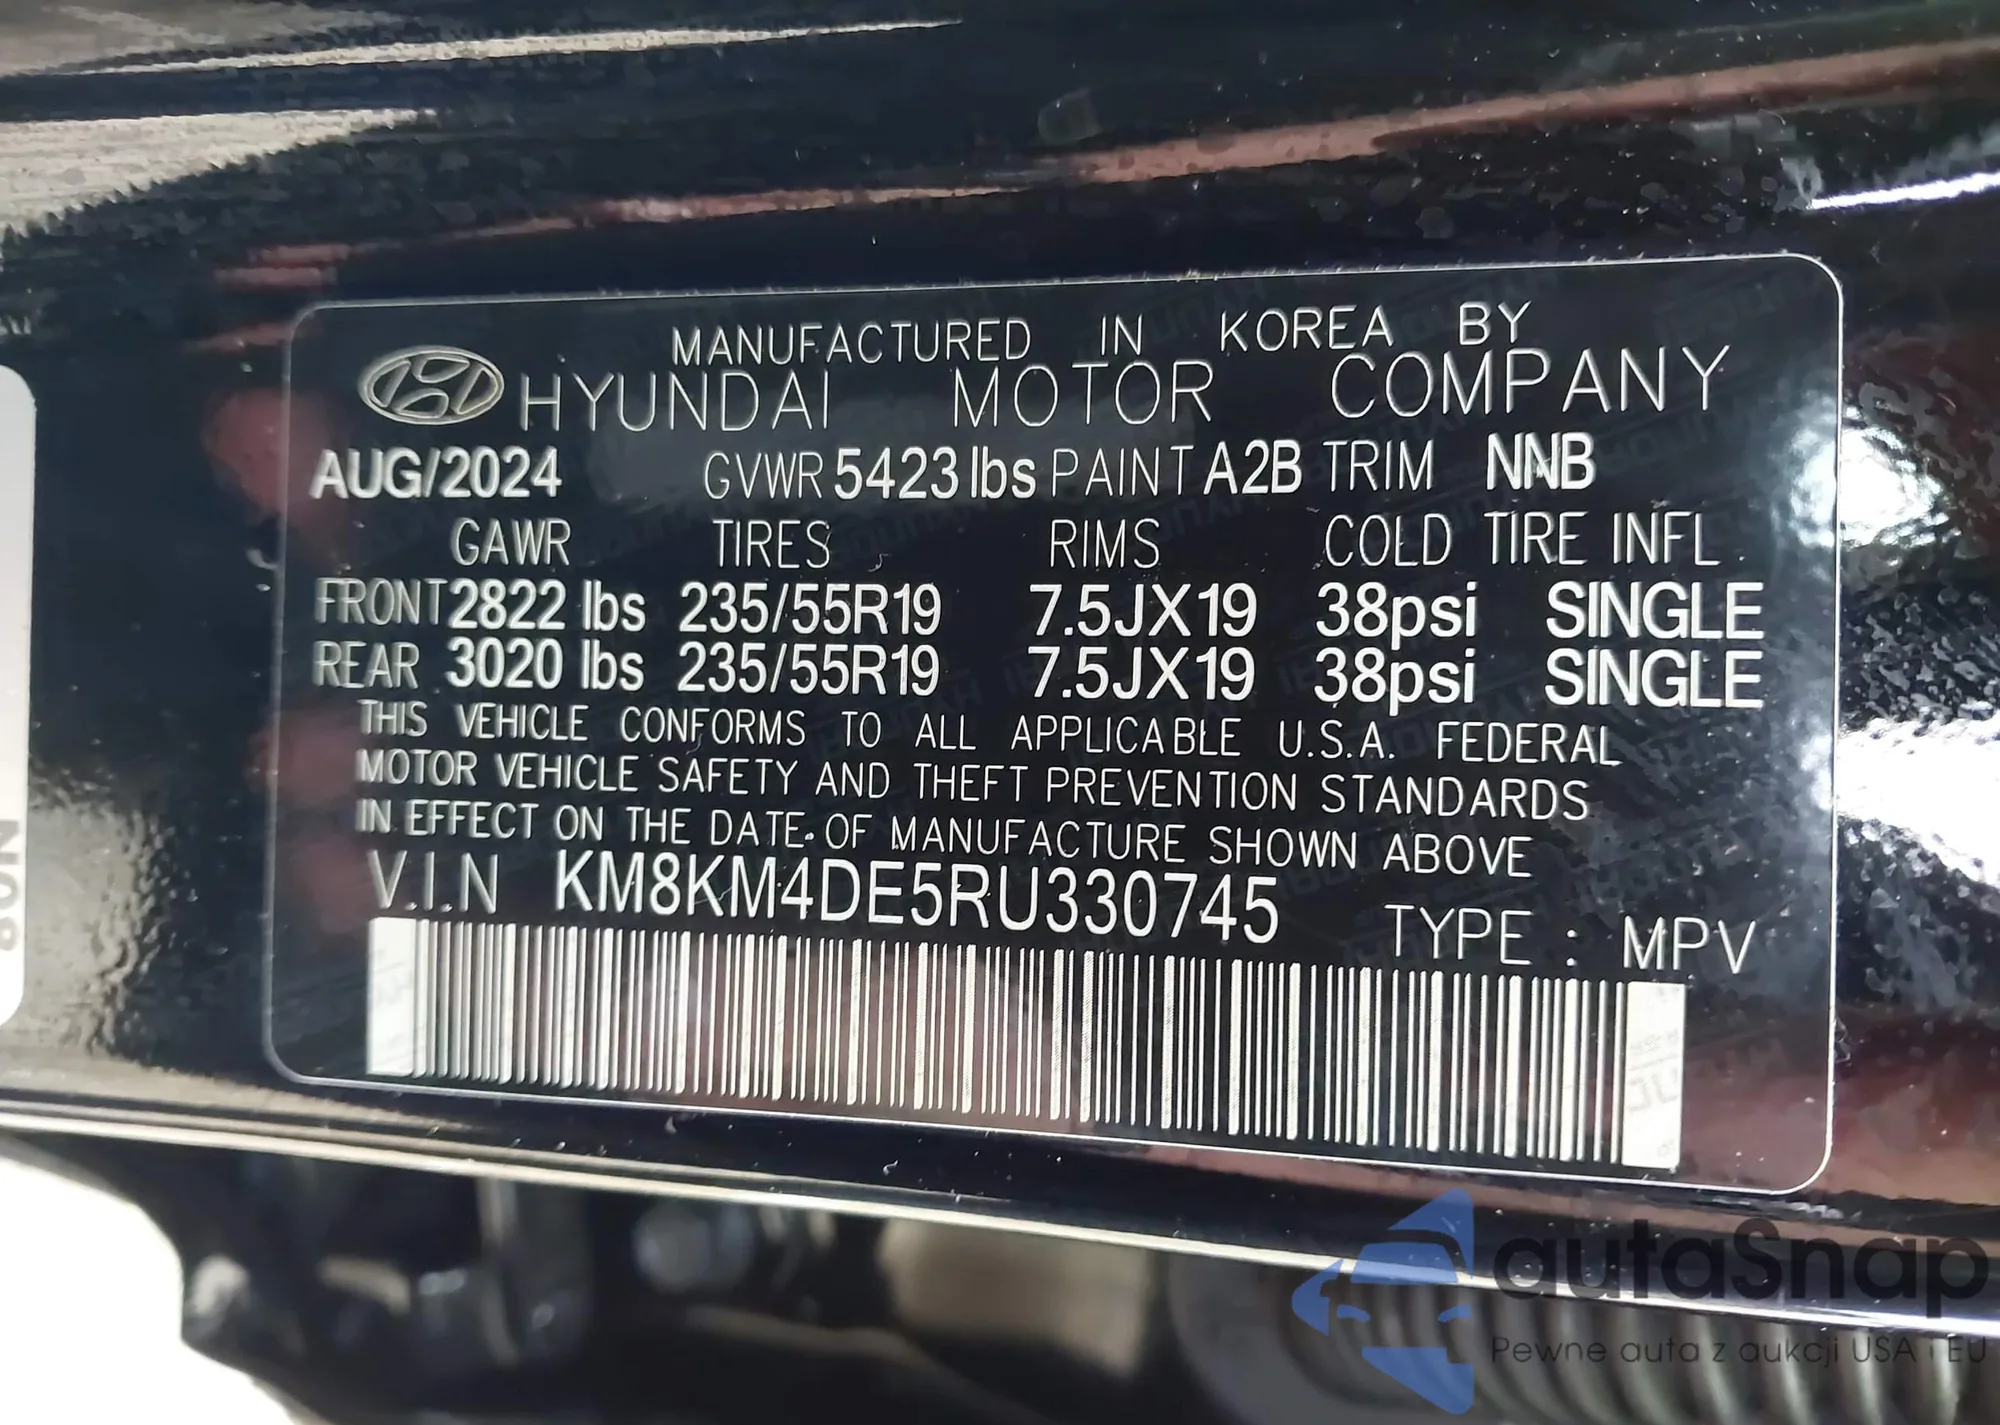 MANUFACTURED IN KOREA BY
HYUNDAI MOTOR COMPANY
AUG/2024 GVWR 5423 lbs PAINT A2B TRIM NNB
GAWR TIRES RIMS COLD TIRE INFL.
FRONT 2822 lbs 235/55R19 7.5JX19 38psi SINGLE
REAR 3020 lbs 235/55R19 7.5JX19 38psi SINGLE
THIS VEHICLE CONFORMS TO ALL APPLICABLE U.S.A. FEDERAL
MOTOR VEHICLE SAFETY AND THEFT PREVENTION STANDARDS
IN EFFECT ON THE DATE OF MANUFACTURE SHOWN ABOVE
V.I.N KM8KM4DE5RU330745 TYPE : MPV
N08
autaSnap
Pewne auta z aukcji USA i EU